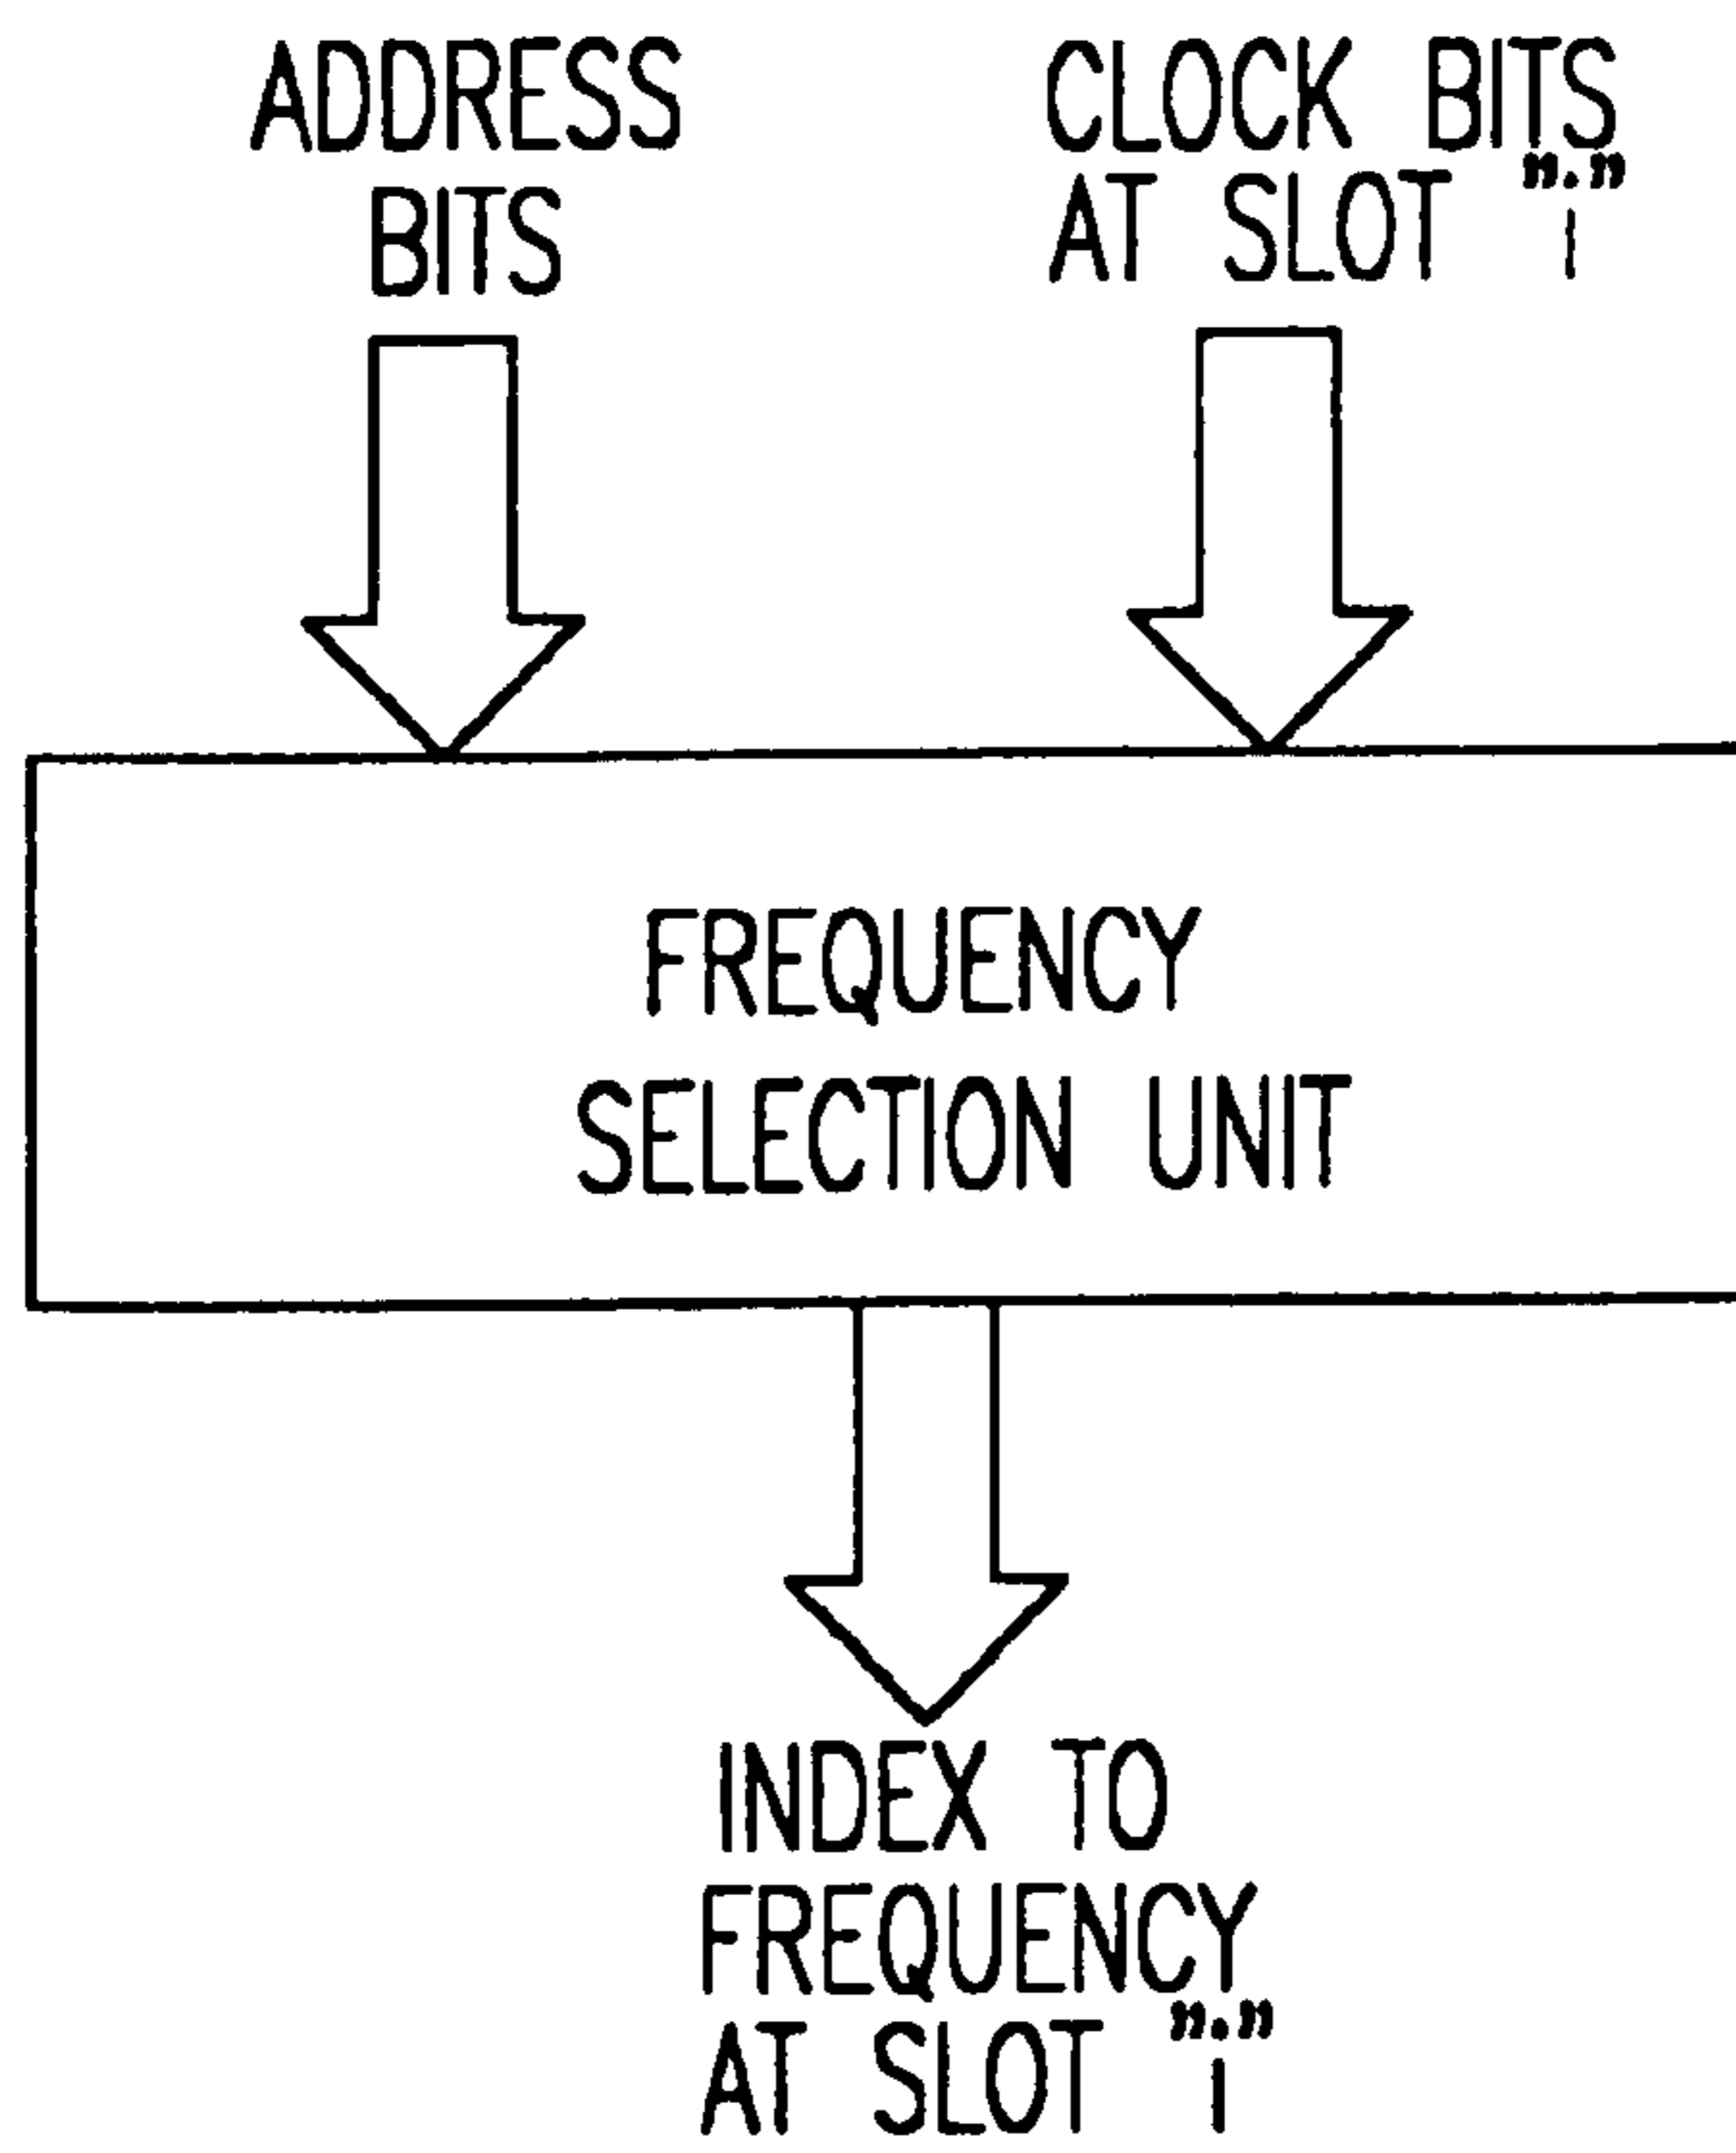 ADDRESS
BITS
CLOCK BITS
AT SLOT "i"
FREQUENCY
SELECTION UNIT
INDEX TO
FREQUENCY
AT SLOT "i"